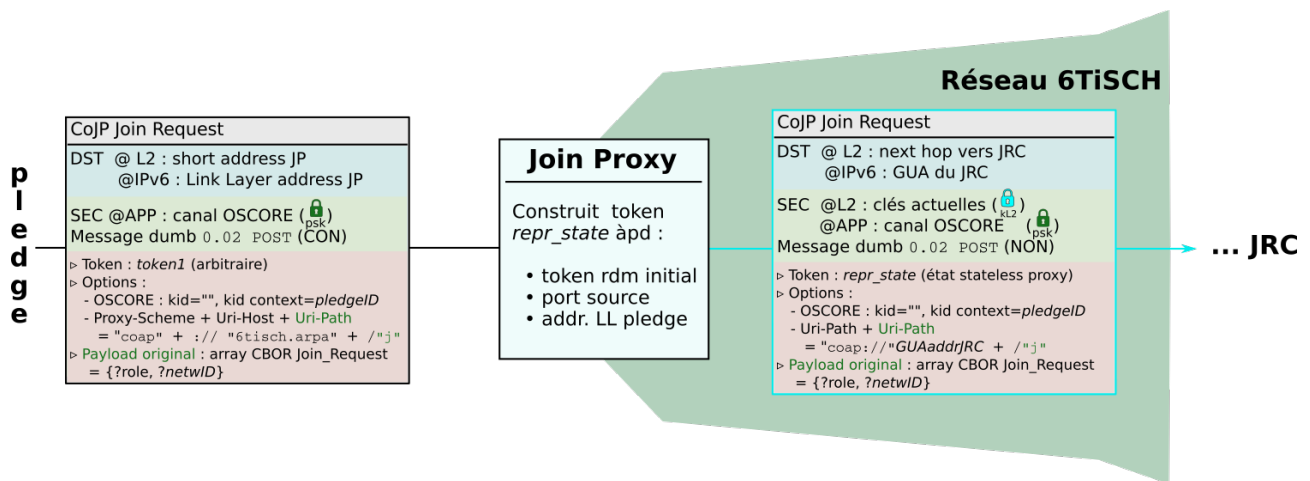 pledge
CoJP Join Request
DST @ L2 : short address JP
@IPv6 : Link Layer address JP
SEC @APP : canal OSCORE ( psk )
Message dumb 0.02 POST (CON)
▹ Token : token1 (arbitraire)
▹ Options :
- OSCORE : kid="", kid context=pledgeID
- Proxy-Scheme + Uri-Host + Uri-Path
= "coap" + :// "6tisch.arpa" + /"j"
▹ Payload original : array CBOR Join_Request
= {?role, ?netwID}
Join Proxy
Construit token
repr_state àpd :
• token rdm initial
• port source
• addr. LL pledge
Réseau 6TiSCH
CoJP Join Request
DST @ L2 : next hop vers JRC
@IPv6 : GUA du JRC
SEC @L2 : clés actuelles ( kL2 )
@APP : canal OSCORE ( psk )
Message dumb 0.02 POST (NON)
▹ Token : repr_state (état stateless proxy)
▹ Options :
- OSCORE : kid="", kid context=pledgeID
- Uri-Path + Uri-Path
= "coap://"GUAaddrJRC + /"j"
▹ Payload original : array CBOR Join_Request
= {?role, ?netwID}
... JRC